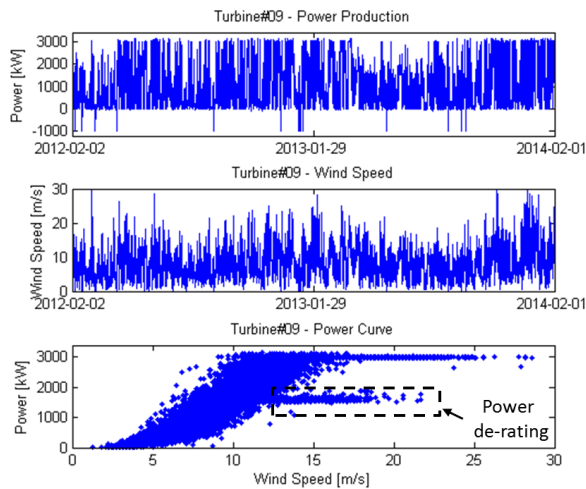 Turbine#09 - Power Production
Power [kW]
3000
2000
1000
0
-1000
2012-02-02 2013-01-29 2014-02-01
Turbine#09 - Wind Speed
Wind Speed [m/s]
30
20
10
0
2012-02-02 2013-01-29 2014-02-01
Turbine#09 - Power Curve
Power [kW]
3000
2000
1000
0
Power
de-rating
0 5 10 15 20 25 30
Wind Speed [m/s]